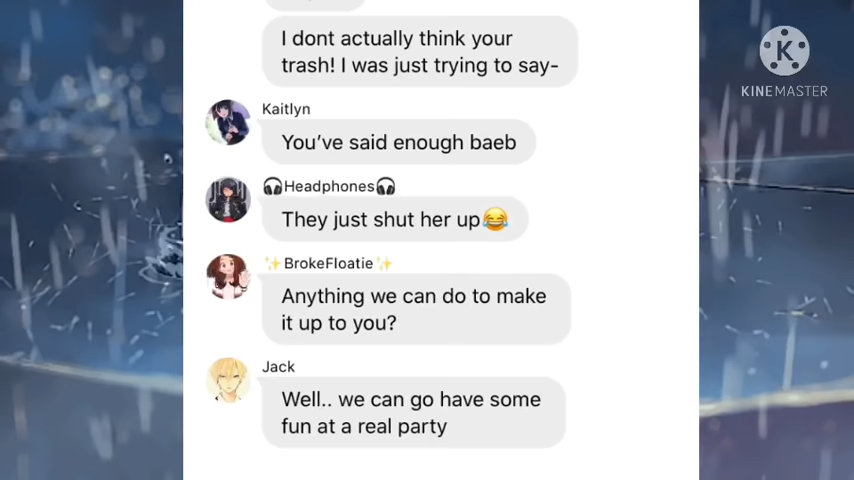 I dont actually think your
trash! I was just trying to say-
Kaitlyn
You've said enough baeb
🎧Headphones🎧
They just shut her up😂
✨BrokeFloatie✨
Anything we can do to make
it up to you?
Jack
Well.. we can go have some
fun at a real party
K
KINEMASTER